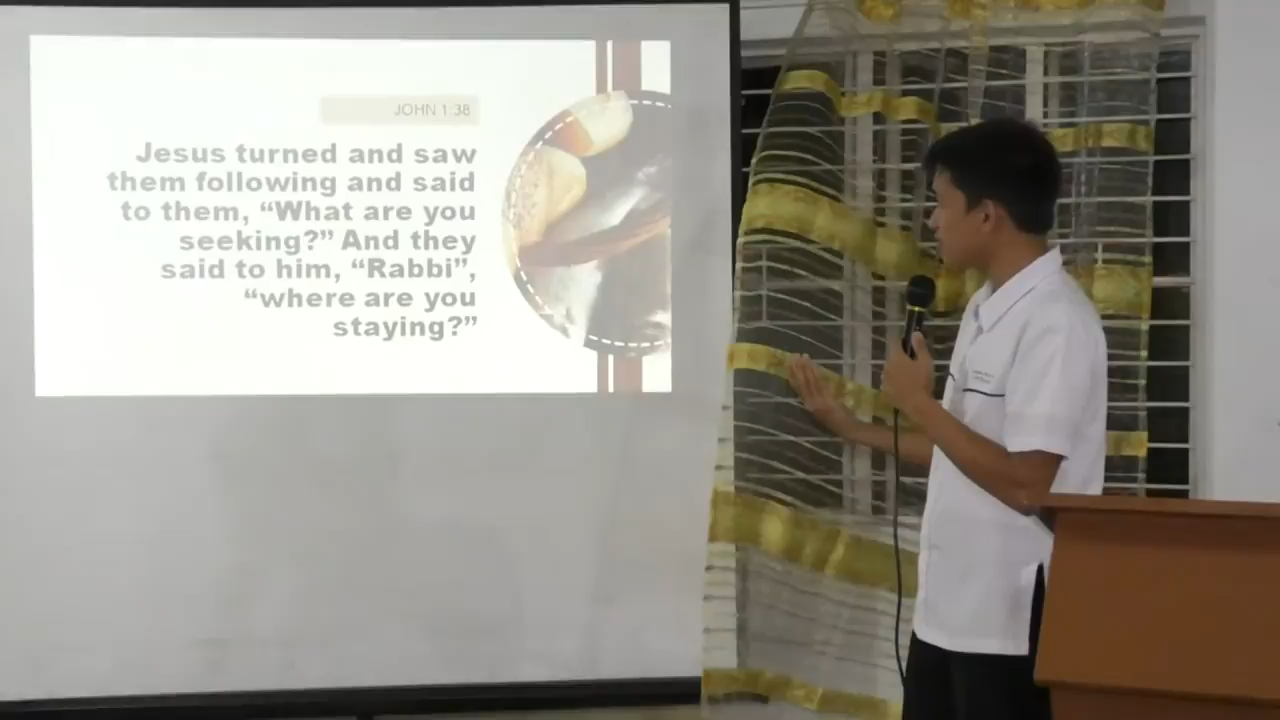 JOHN 1:38
Jesus turned and saw
them following and said
to them, “What are you
seeking?” And they
said to him, “Rabbi”,
“where are you
staying?”